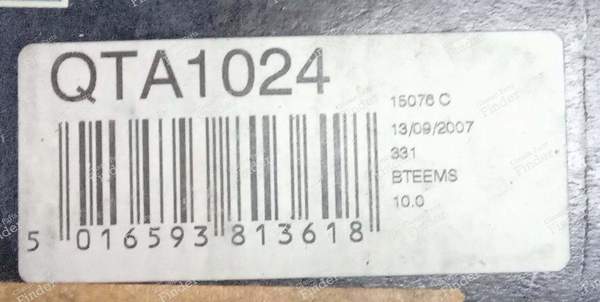 QTA1024
15076 C
13/09/2007
331
BTEEMS
10.0
5 016593 813618